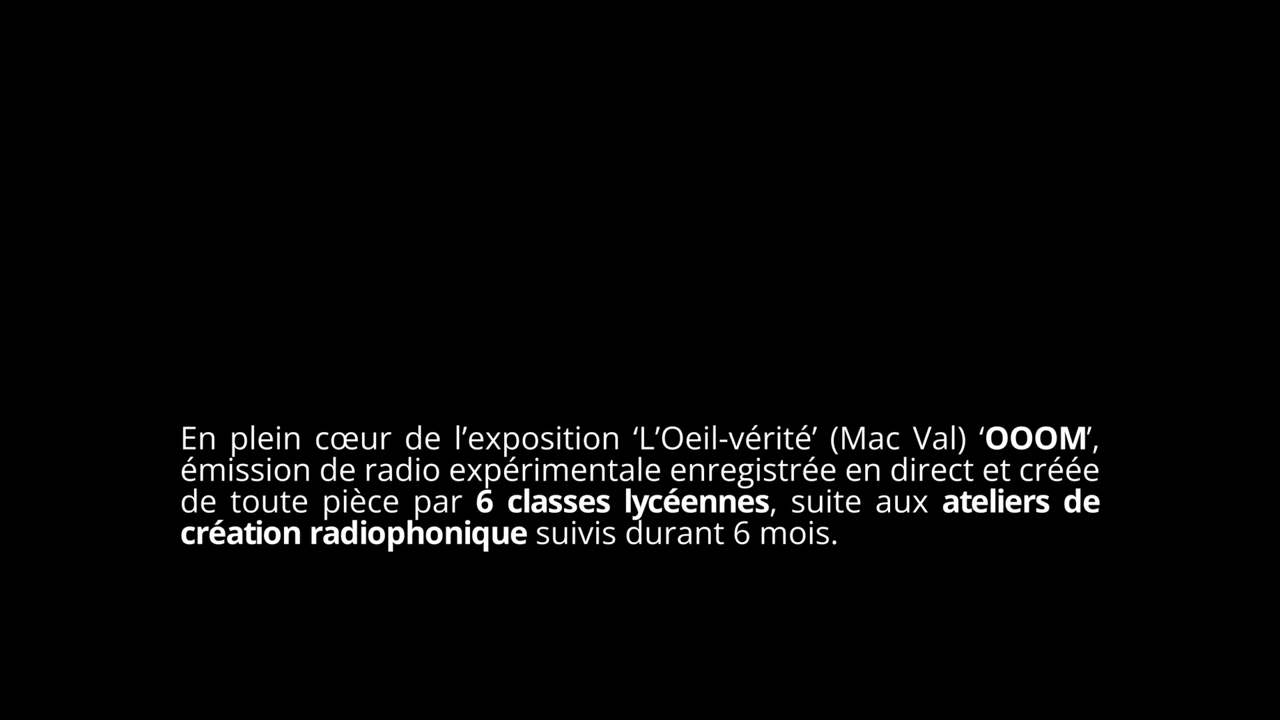 En plein cœur de l’exposition ‘L’Oeil-vérité’ (Mac Val) ‘OOOM’,
émission de radio expérimentale enregistrée en direct et créée
de toute pièce par 6 classes lycéennes, suite aux ateliers de
création radiophonique suivis durant 6 mois.